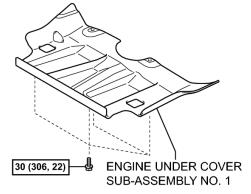 30 (306, 22)
ENGINE UNDER COVER
SUB-ASSEMBLY NO. 1